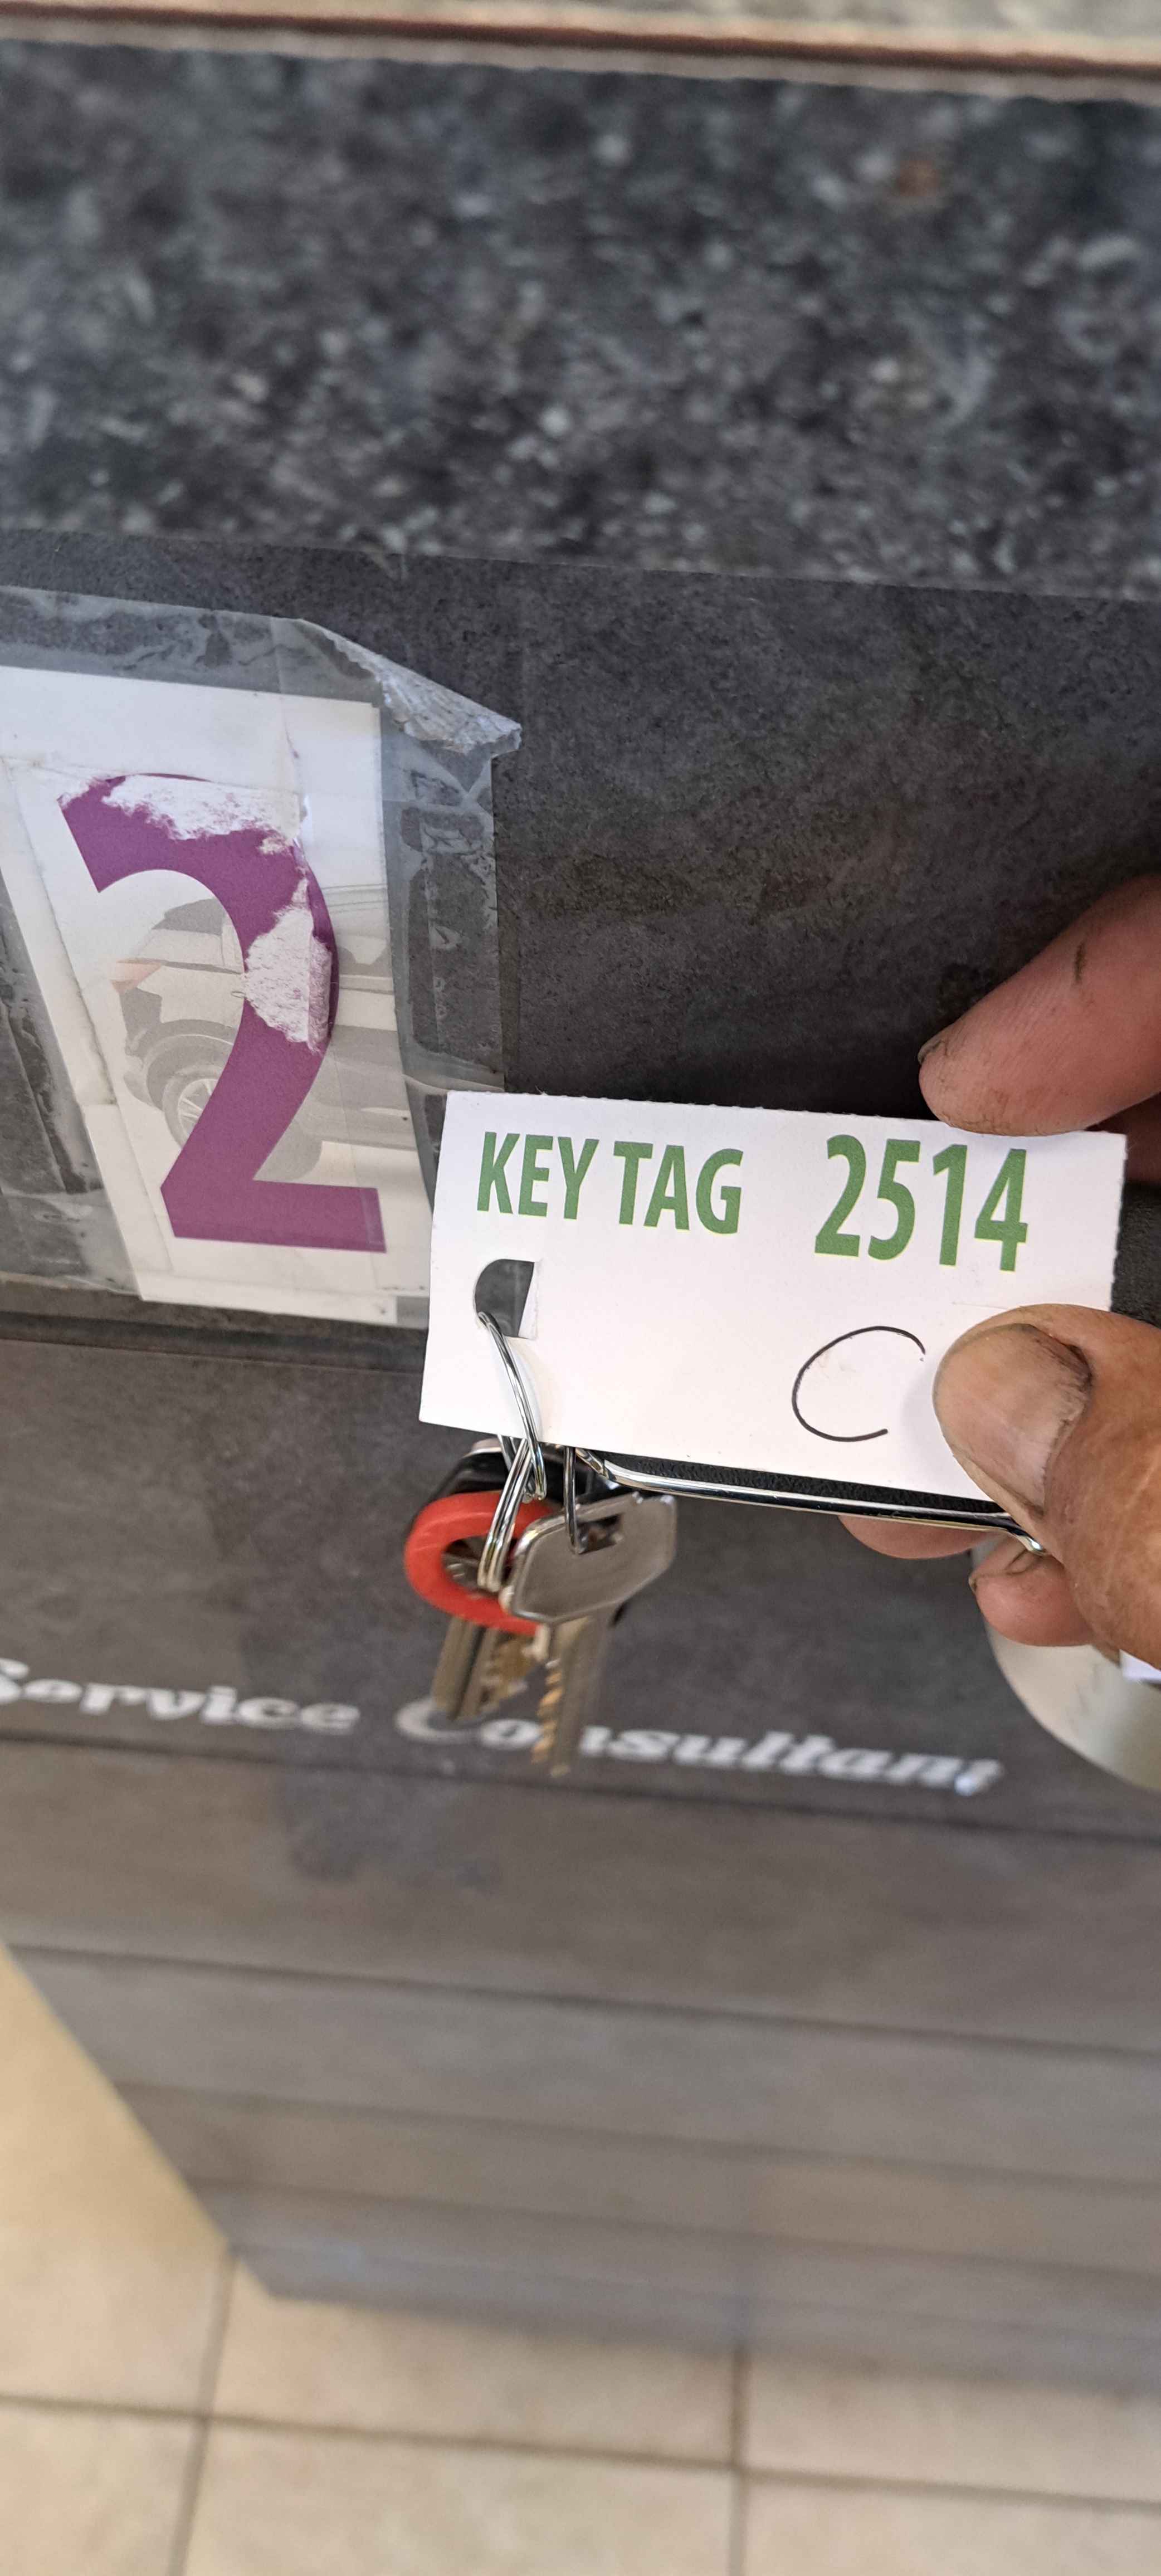 2
KEY TAG 2514
C
Service Consultant